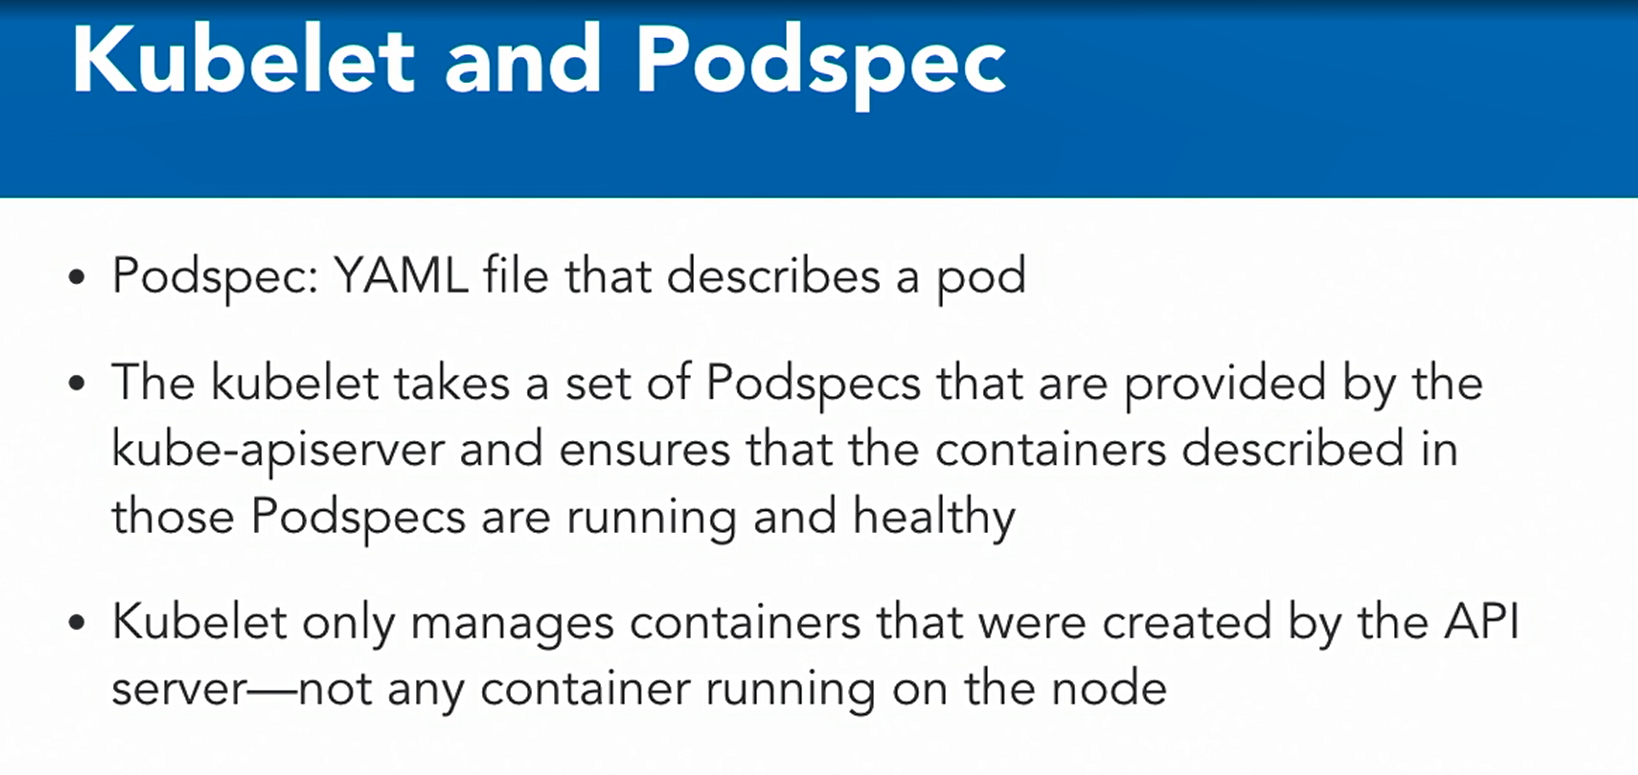 Kubelet and Podspec
• Podspec: YAML file that describes a pod
• The kubelet takes a set of Podspecs that are provided by the
kube-apiserver and ensures that the containers described in
those Podspecs are running and healthy
• Kubelet only manages containers that were created by the API
server—not any container running on the node